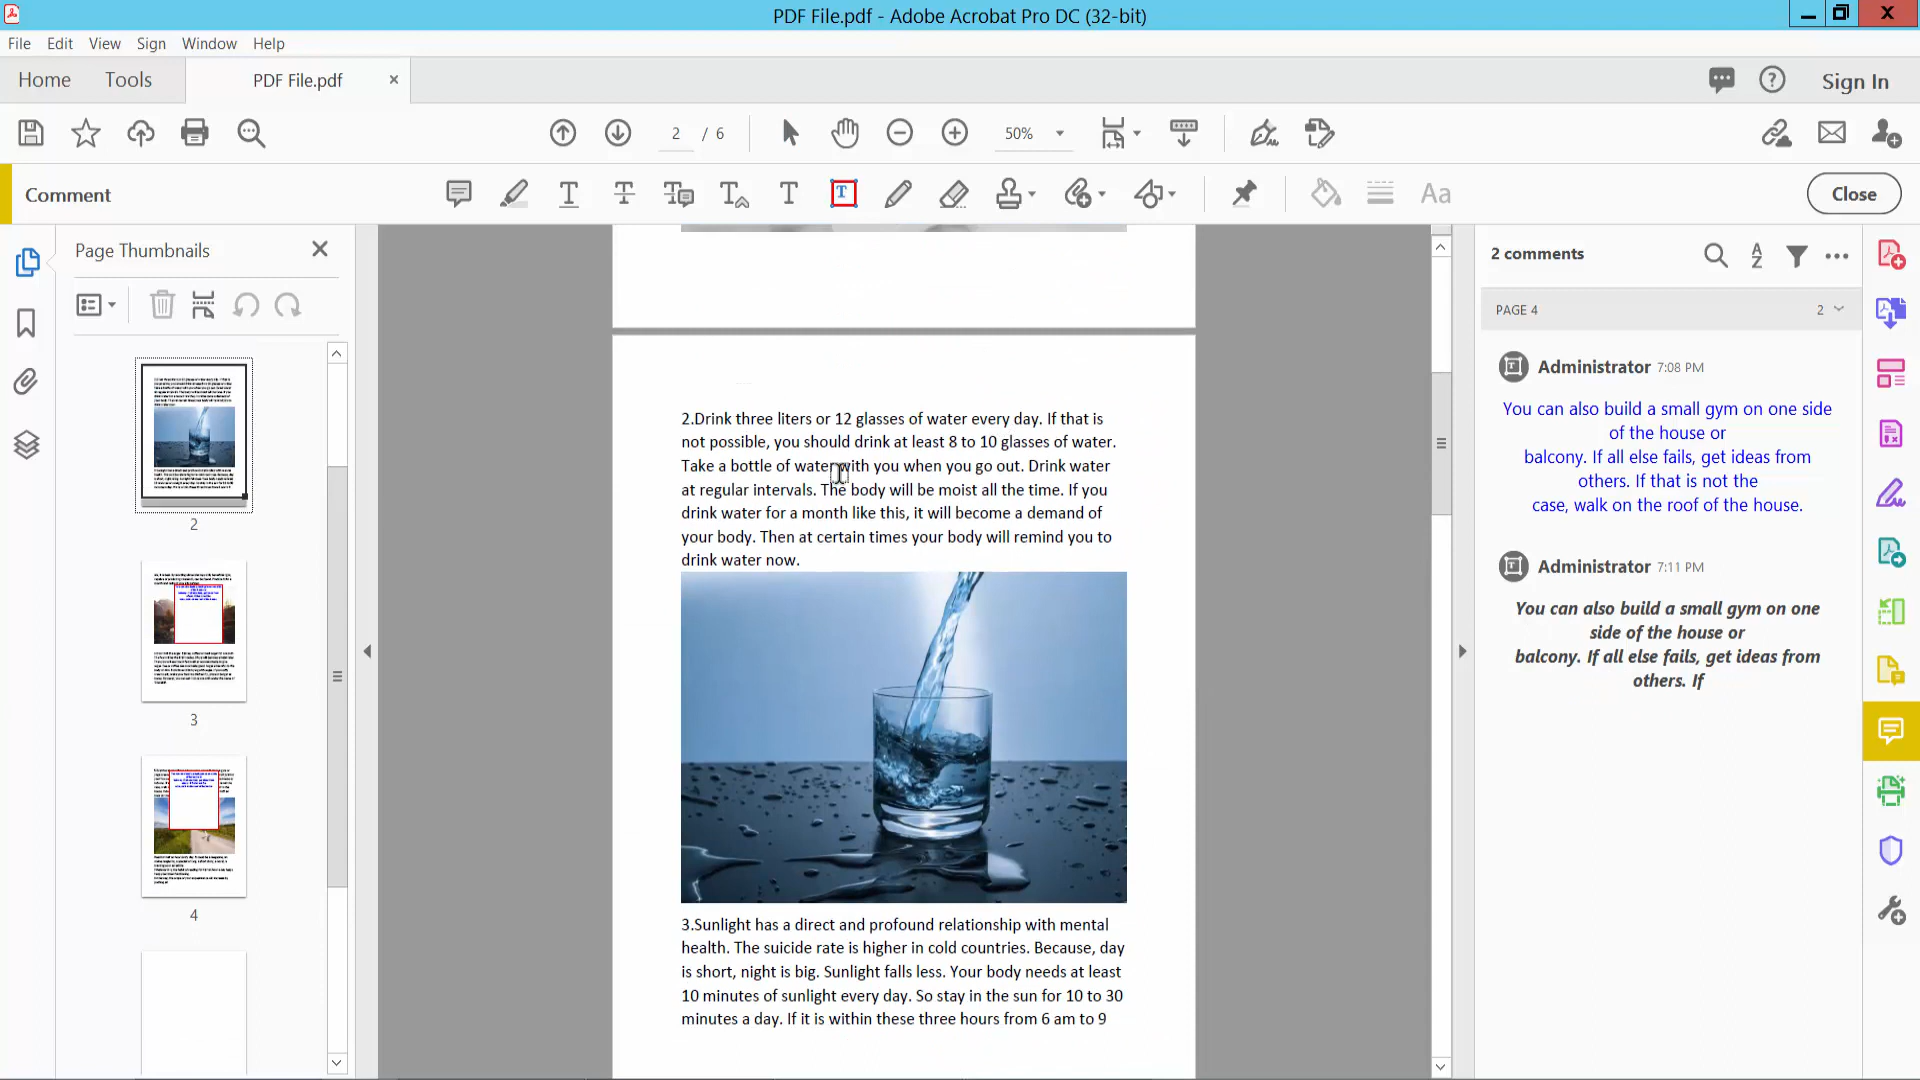 PDF File.pdf - Adobe Acrobat Pro DC (32-bit)
File Edit View Sign Window Help
Home Tools PDF File.pdf × Sign In
2 / 6 50%
Comment Close
Page Thumbnails
2
3
4
2.Drink three liters or 12 glasses of water every day. If that is
not possible, you should drink at least 8 to 10 glasses of water.
Take a bottle of water with you when you go out. Drink water
at regular intervals. The body will be moist all the time. If you
drink water for a month like this, it will become a demand of
your body. Then at certain times your body will remind you to
drink water now.
3.Sunlight has a direct and profound relationship with mental
health. The suicide rate is higher in cold countries. Because, day
is short, night is big. Sunlight falls less. Your body needs at least
10 minutes of sunlight every day. So stay in the sun for 10 to 30
minutes a day. If it is within these three hours from 6 am to 9
2 comments
PAGE 4 2
Administrator 7:08 PM
You can also build a small gym on one side
of the house or
balcony. If all else fails, get ideas from
others. If that is not the
case, walk on the roof of the house.
Administrator 7:11 PM
You can also build a small gym on one
side of the house or
balcony. If all else fails, get ideas from
others. If